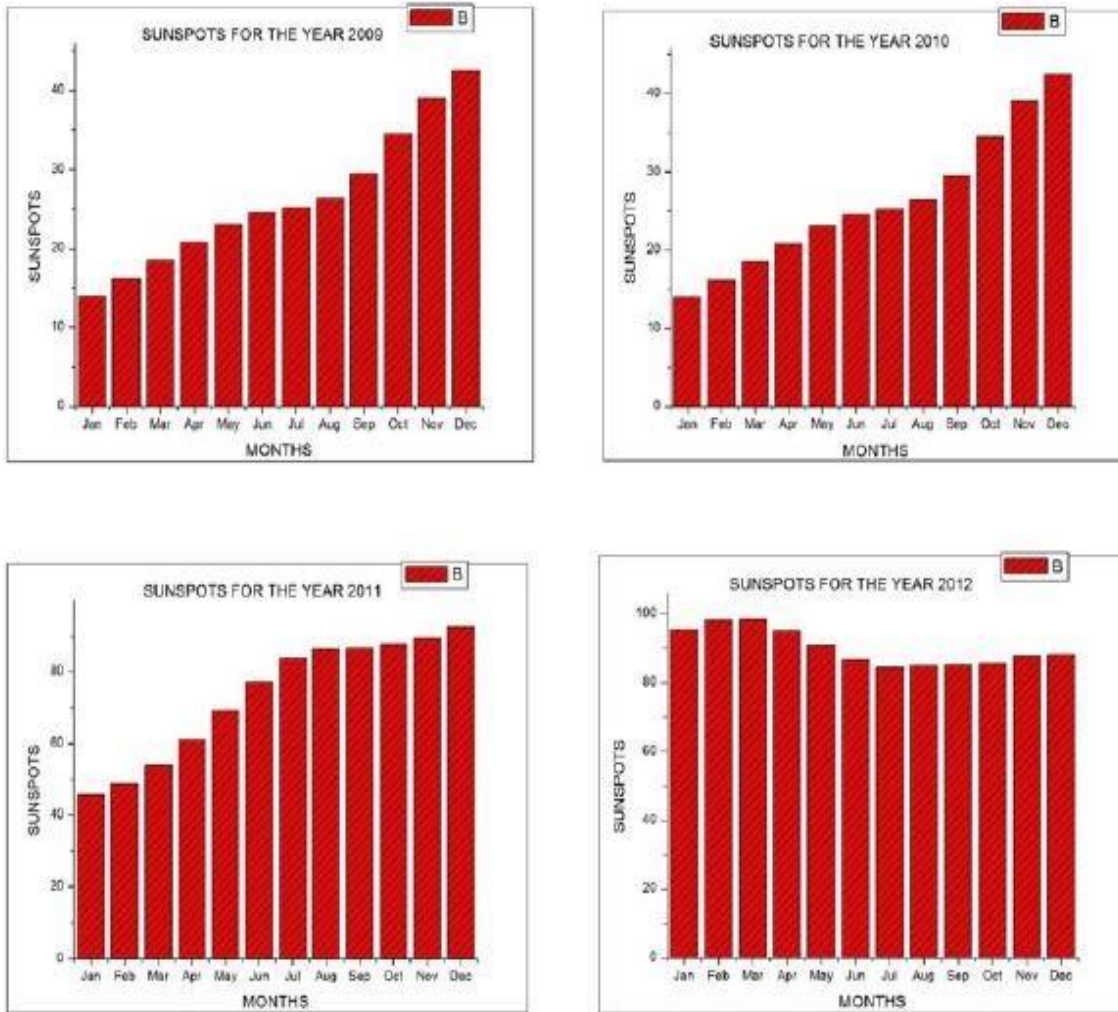 B
SUNSPOTS FOR THE YEAR 2009
SUNSPOTS
40
30
20
10
0
Jan Feb Mar Apr May Jun Jul Aug Sep Oct Nov Dec
MONTHS
B
SUNSPOTS FOR THE YEAR 2010
SUNSPOTS
40
30
20
10
0
Jan Feb Mar Apr May Jun Jul Aug Sep Oct Nov Dec
MONTHS
B
SUNSPOTS FOR THE YEAR 2011
SUNSPOTS
80
60
40
20
0
Jan Feb Mar Apr May Jun Jul Aug Sep Oct Nov Dec
MONTHS
B
SUNSPOTS FOR THE YEAR 2012
SUNSPOTS
100
80
60
40
20
0
Jan Feb Mar Apr May Jun Jul Aug Sep Oct Nov Dec
MONTHS